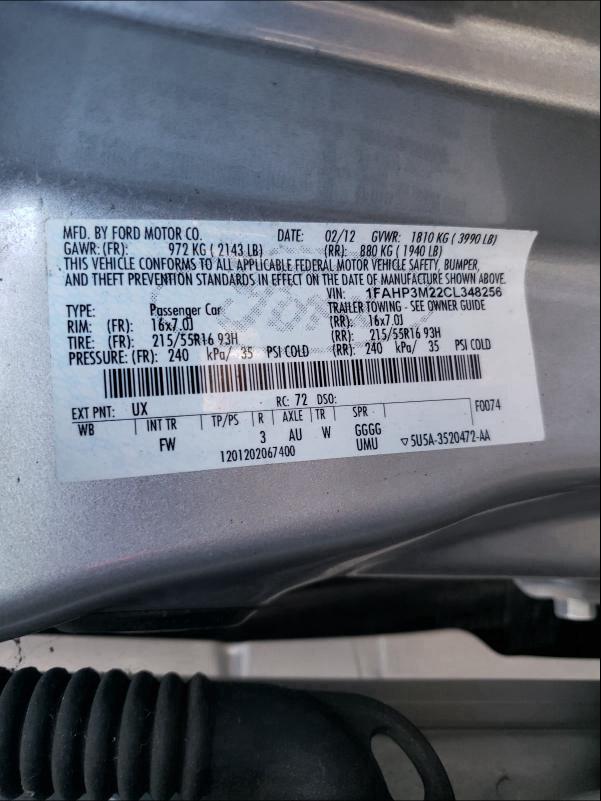 MFD. BY FORD MOTOR CO. DATE: 02/12 GVWR: 1810 KG ( 3990 LB)
GAWR: (FR): 972 KG ( 2143 LB) (RR): 880 KG ( 1940 LB)
THIS VEHICLE CONFORMS TO ALL APPLICABLE FEDERAL MOTOR VEHICLE SAFETY, BUMPER,
AND THEFT PREVENTION STANDARDS IN EFFECT ON THE DATE OF MANUFACTURE SHOWN ABOVE.
VIN: 1FAHP3M22CL348256
TYPE: Passenger Car TRAILER TOWING - SEE OWNER GUIDE
RIM: (FR): 16x7.0J (RR): 16x7.0J
TIRE: (FR): 215/55R16 93H (RR): 215/55R16 93H
PRESSURE: (FR): 240 kPa/ 35 PSI COLD (RR): 240 kPa/ 35 PSI COLD
EXT PNT: UX RC: 72 DSO: F0074
WB INT TR TP/PS R AXLE TR SPR
FW 3 AU W GGGG
1201202067400 UMU ▽5U5A-3520472-AA